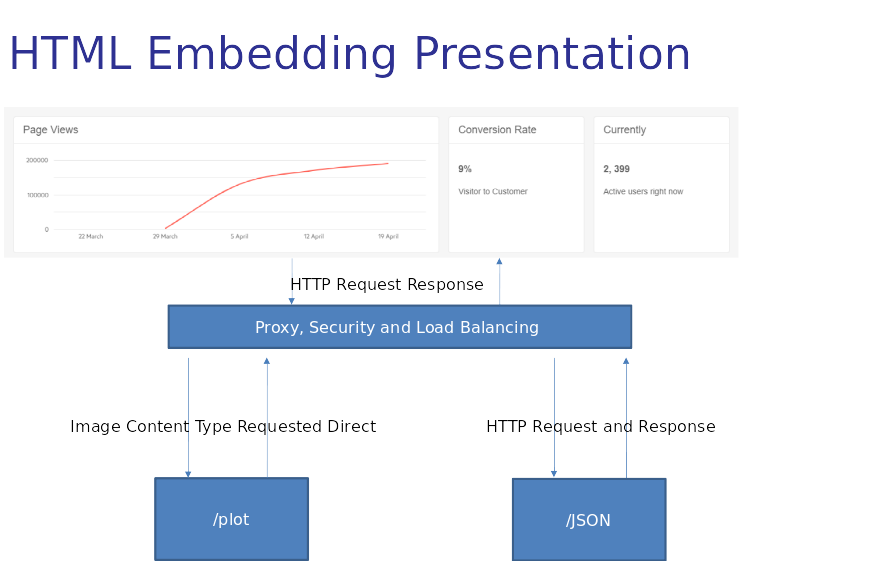 HTML Embedding Presentation
Page Views
Conversion Rate
Currently
200000
100000
0
22 March
29 March
5 April
12 April
19 April
9%
Visitor to Customer
2, 399
Active users right now
HTTP Request Response
Proxy, Security and Load Balancing
Image Content Type Requested Direct
HTTP Request and Response
/plot
/JSON